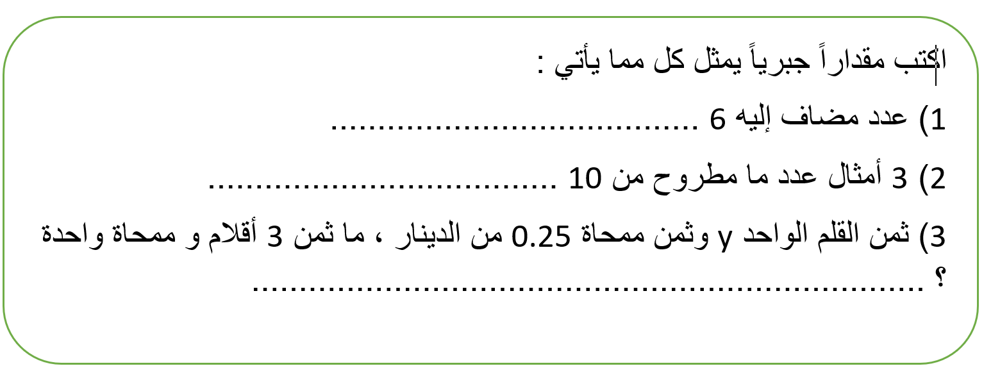 اكتب مقداراً جبرياً يمثل كل مما يأتي :
1) عدد مضاف إليه 6 .......................................
2) 3 أمثال عدد ما مطروح من 10 .....................................
3) ثمن القلم الواحد y وثمن ممحاة 0.25 من الدينار ، ما ثمن 3 أقلام و ممحاة واحدة
؟ .......................................................................